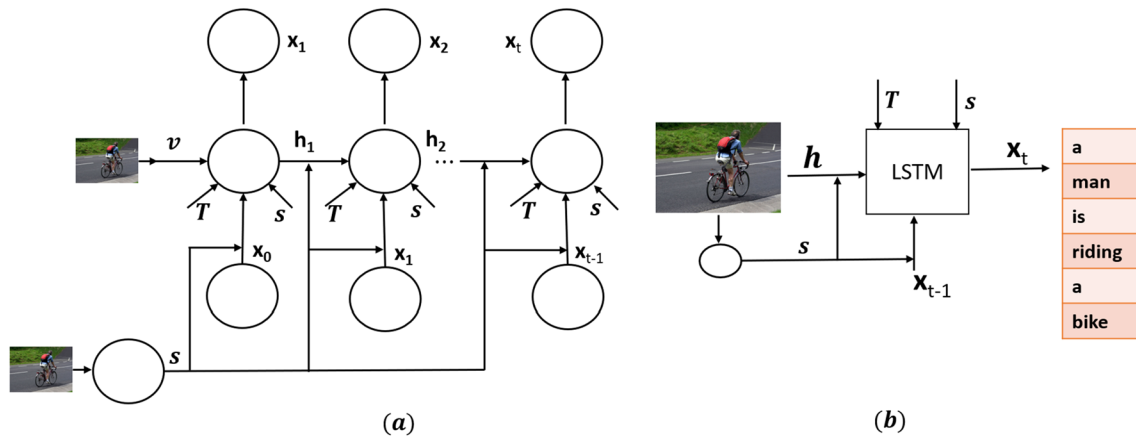 x₁
x₂
xₜ
v
h₁
h₂
...
T
s
T
s
T
s
x₀
x₁
xₜ₋₁
s
(a)
T
s
h
LSTM
xₜ
s
xₜ₋₁
(b)
a
man
is
riding
a
bike